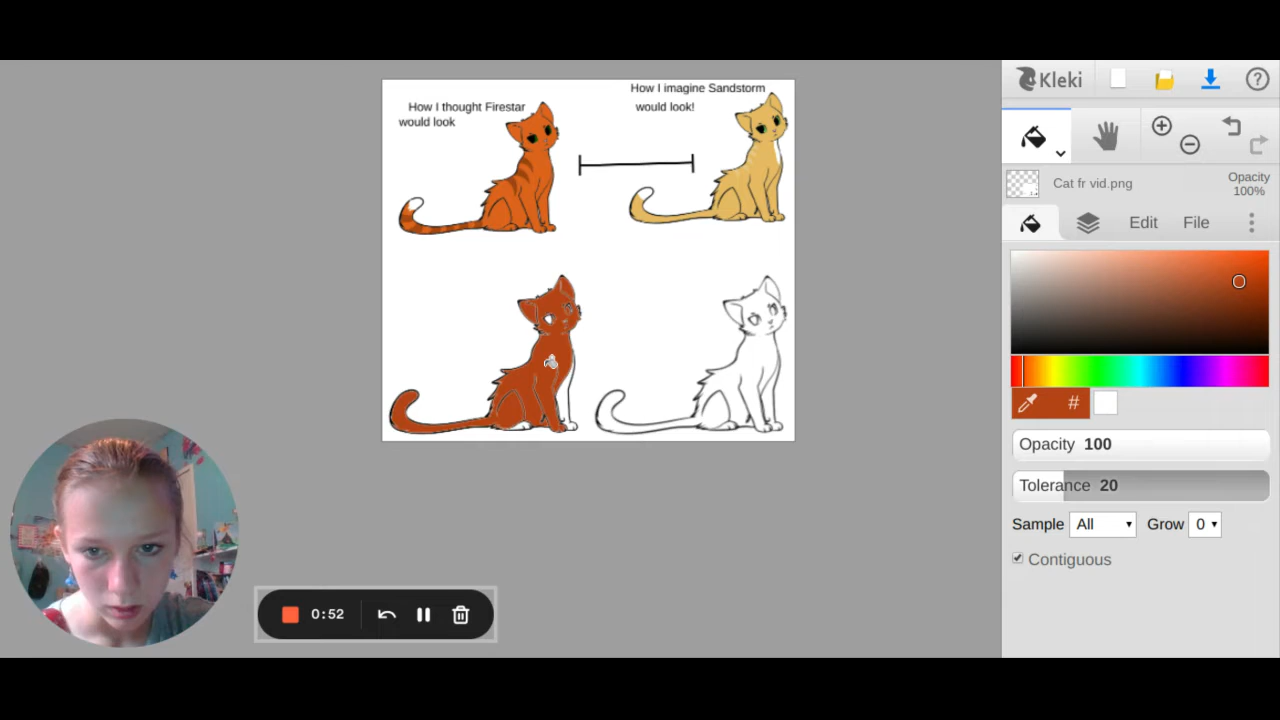 Kleki
How I imagine Sandstorm
would look!
How I thought Firestar
would look
Cat fr vid.png
Opacity
100%
Edit
File
#
Opacity 100
Tolerance 20
Sample All Grow 0
Contiguous
0:52